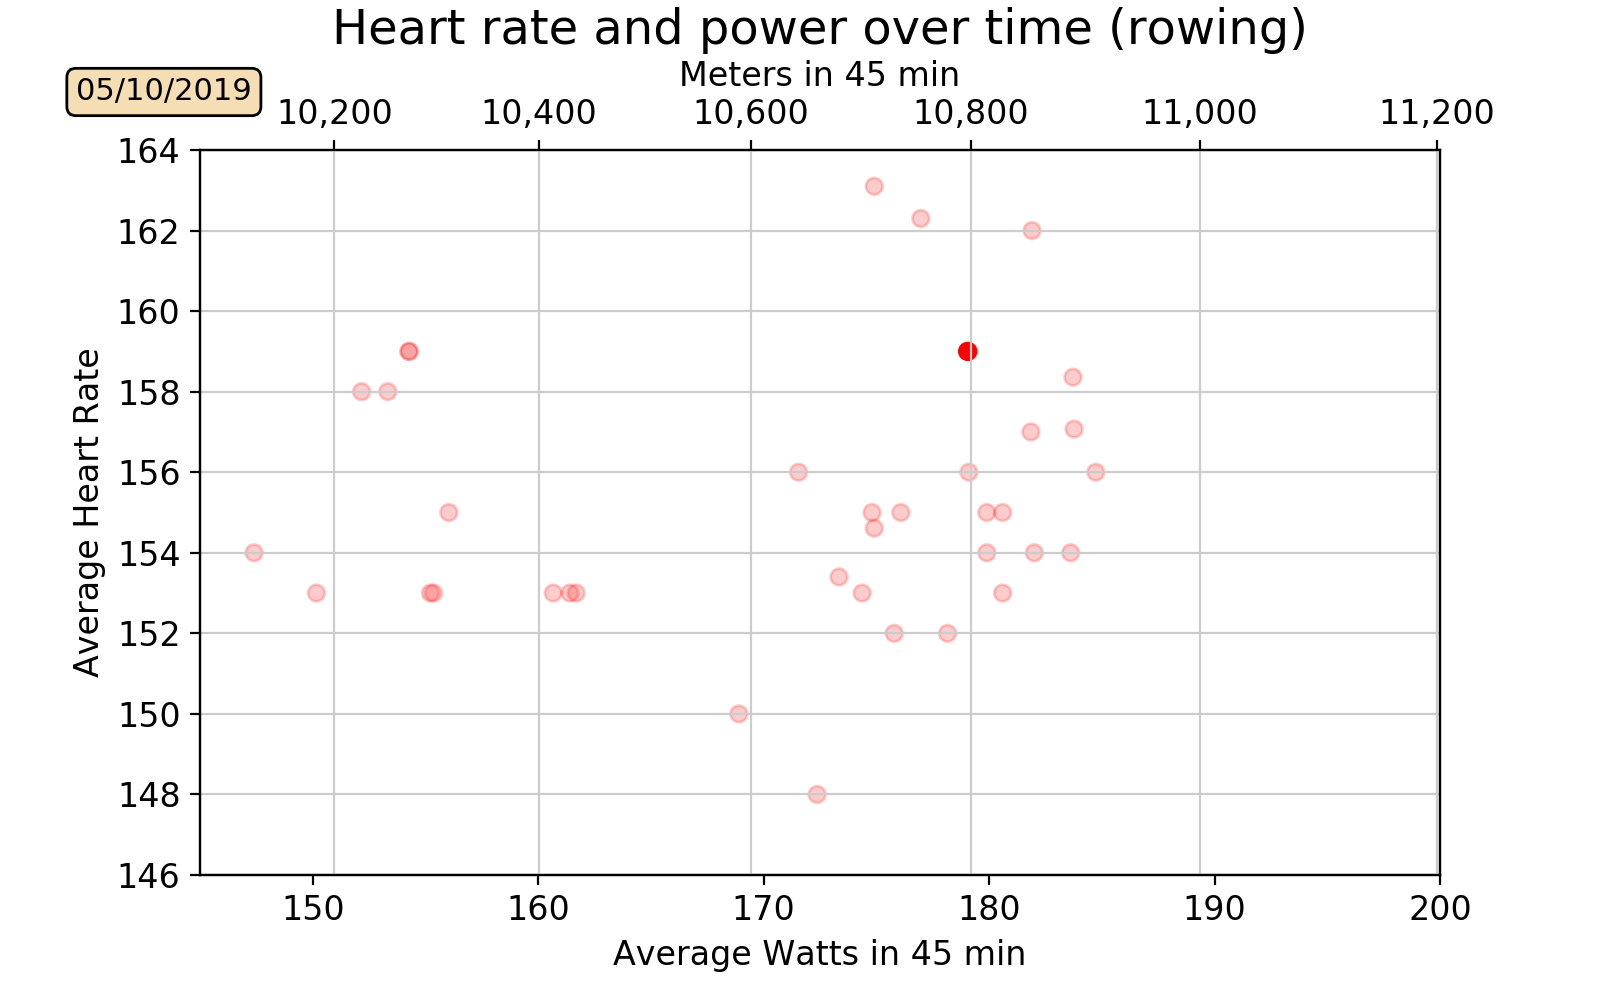 Heart rate and power over time (rowing)
Meters in 45 min
05/10/2019
10,200 10,400 10,600 10,800 11,000 11,200
164
162
160
158
156
154
152
150
148
146
Average Heart Rate
150 160 170 180 190 200
Average Watts in 45 min